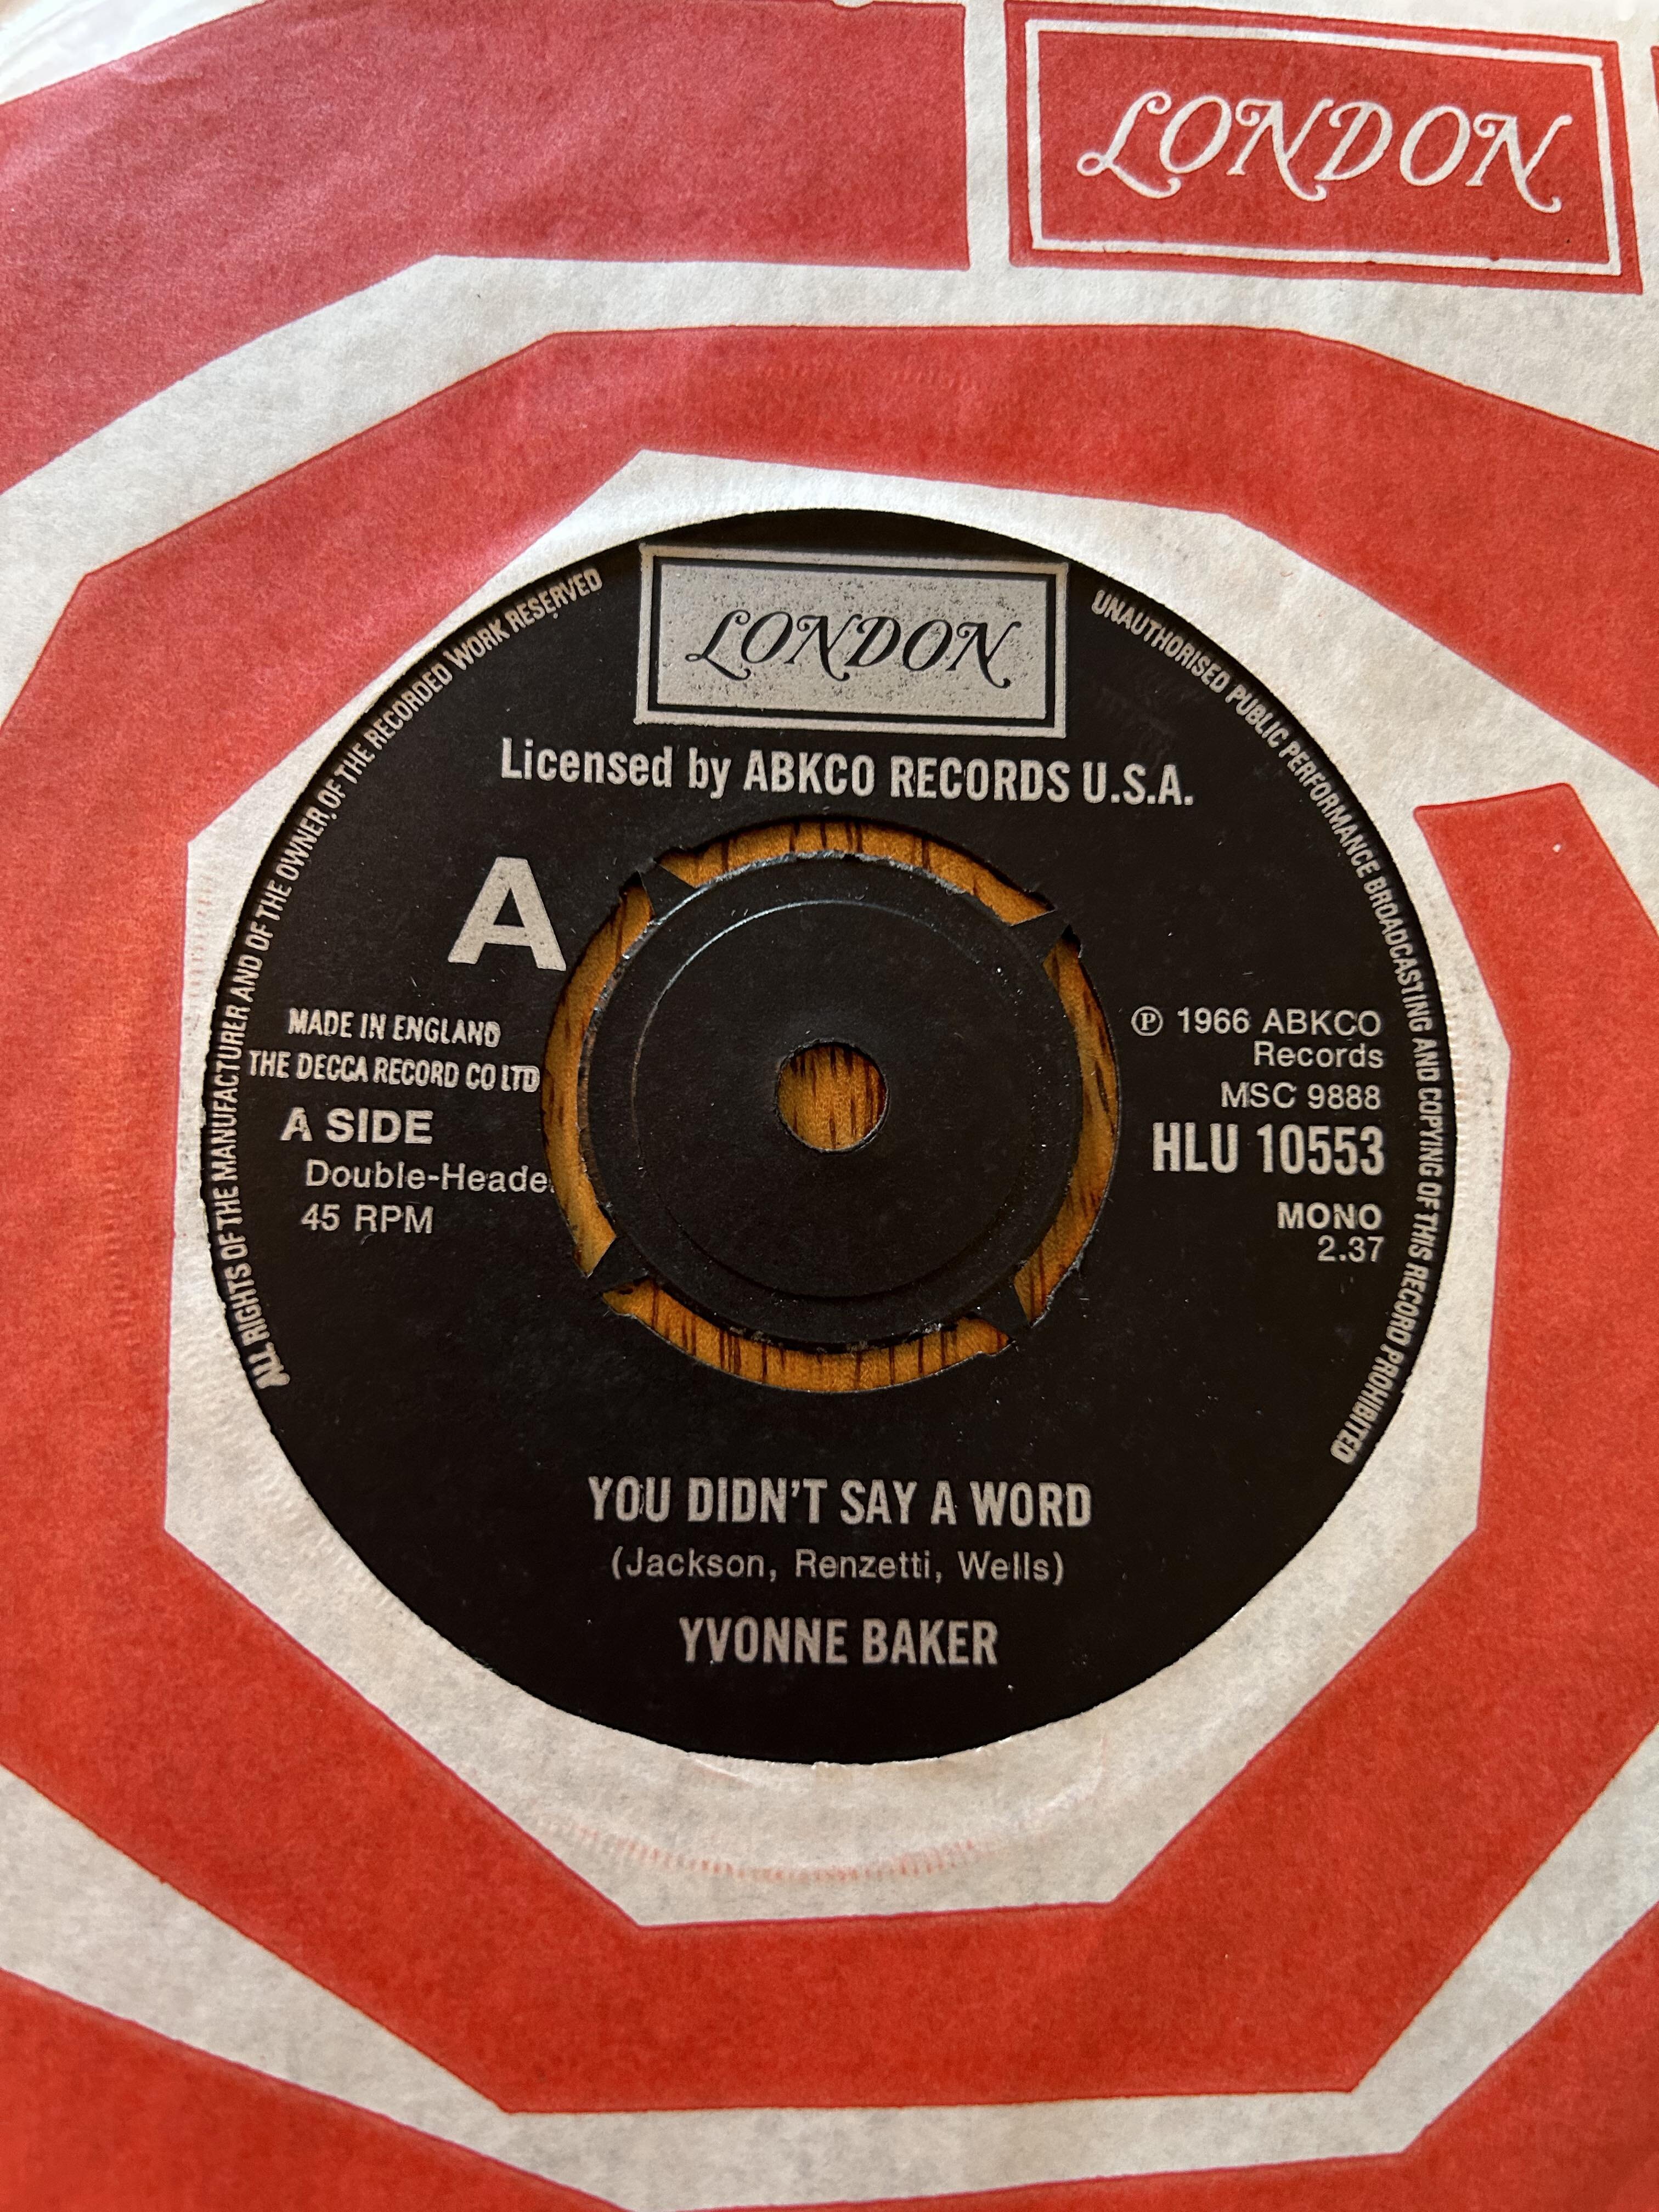 LONDON
LONDON
Licensed by ABKCO RECORDS U.S.A.
ALL RIGHTS OF THE MANUFACTURER AND OF THE OWNER OF THE RECORDED WORK RESERVED
UNAUTHORISED PUBLIC PERFORMANCE BROADCASTING AND COPYING OF THIS RECORD PROHIBITED
A
MADE IN ENGLAND
THE DECCA RECORD CO LTD
A SIDE
Double-Heade
45 RPM
℗ 1966 ABKCO
Records
MSC 9888
HLU 10553
MONO
2.37
YOU DIDN'T SAY A WORD
(Jackson, Renzetti, Wells)
YVONNE BAKER